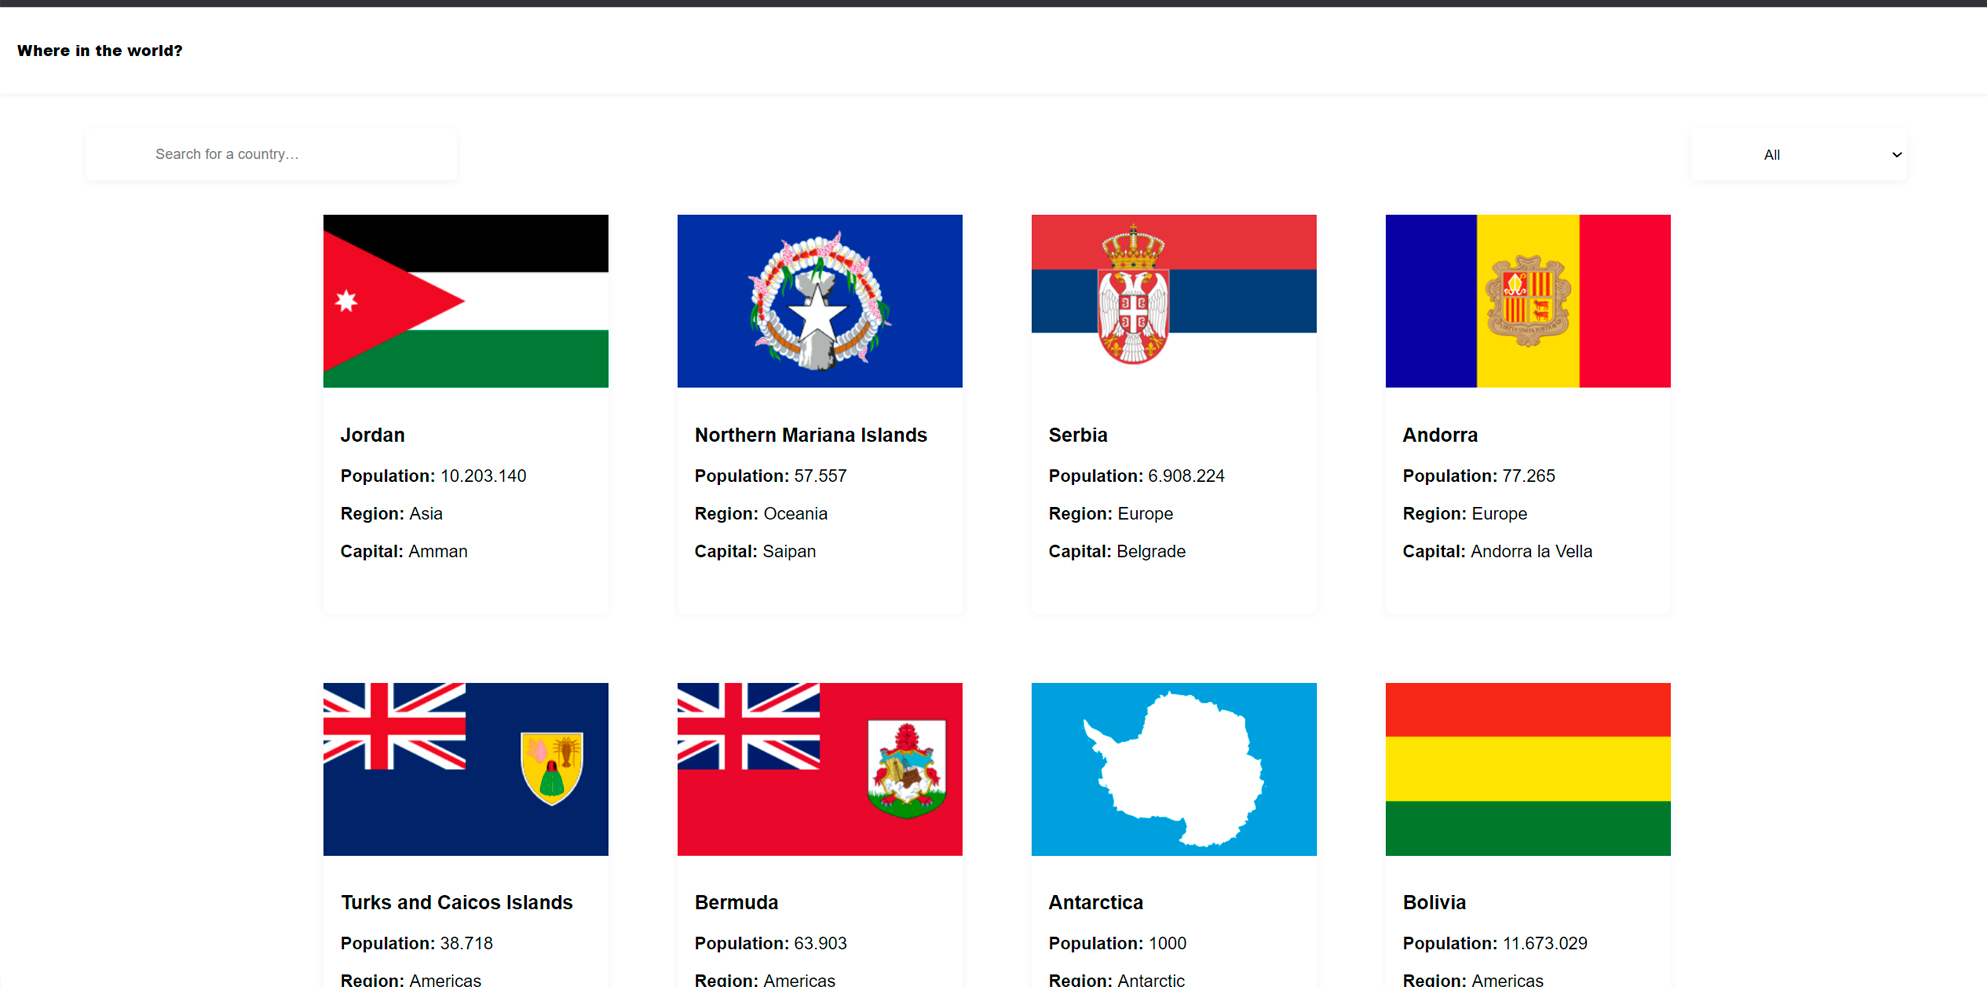 Where in the world?
Search for a country…
All
Jordan
Population: 10.203.140
Region: Asia
Capital: Amman
Northern Mariana Islands
Population: 57.557
Region: Oceania
Capital: Saipan
Serbia
Population: 6.908.224
Region: Europe
Capital: Belgrade
Andorra
Population: 77.265
Region: Europe
Capital: Andorra la Vella
Turks and Caicos Islands
Population: 38.718
Region: Americas
Bermuda
Population: 63.903
Region: Americas
Antarctica
Population: 1000
Region: Antarctic
Bolivia
Population: 11.673.029
Region: Americas